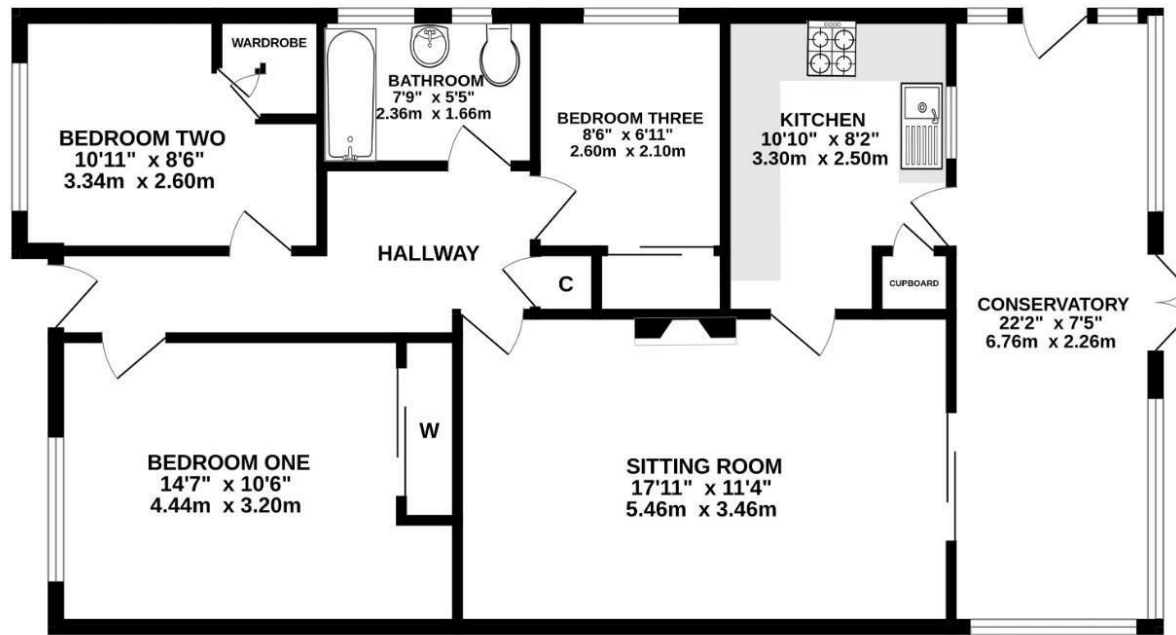 WARDROBE
BEDROOM TWO
10'11" x 8'6"
3.34m x 2.60m
BATHROOM
7'9" x 5'5"
2.36m x 1.66m
BEDROOM THREE
8'6" x 6'11"
2.60m x 2.10m
KITCHEN
10'10" x 8'2"
3.30m x 2.50m
HALLWAY
C
CUPBOARD
CONSERVATORY
22'2" x 7'5"
6.76m x 2.26m
W
BEDROOM ONE
14'7" x 10'6"
4.44m x 3.20m
SITTING ROOM
17'11" x 11'4"
5.46m x 3.46m